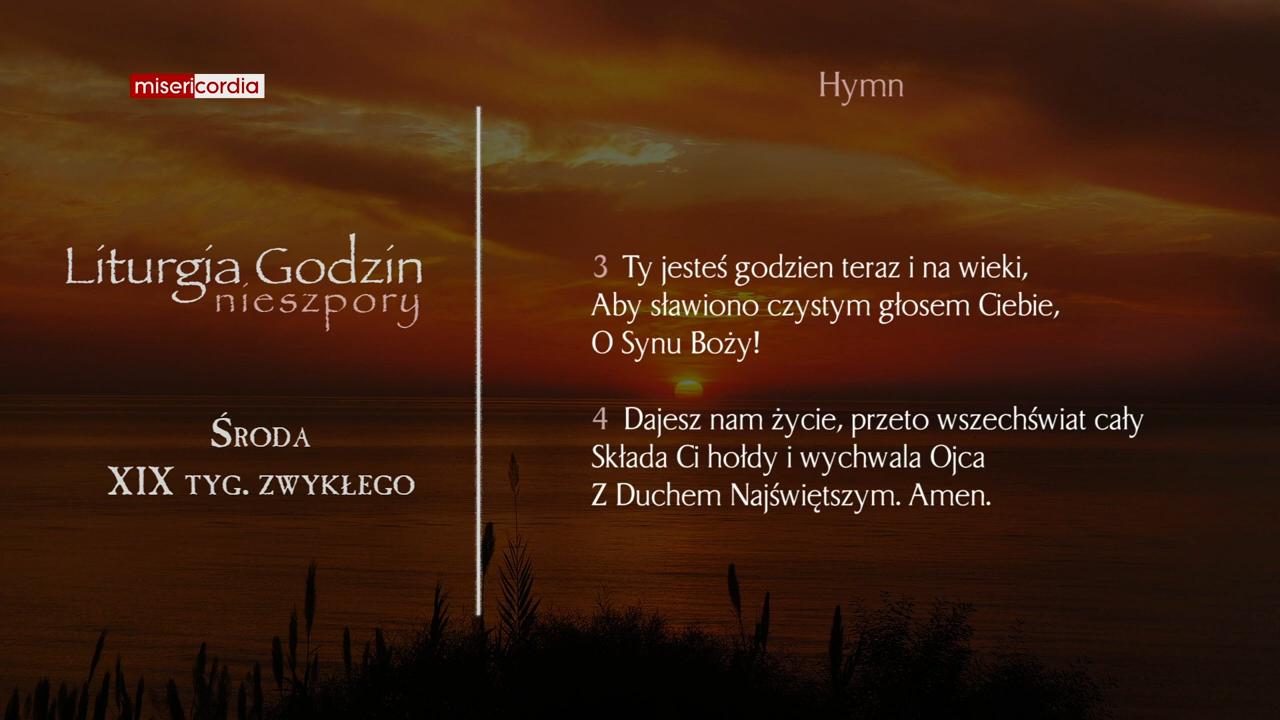 misericordia
Liturgia Godzin
nieszpory
Środa
XIX tyg. zwykłego
Hymn
3 Ty jesteś godzien teraz i na wieki,
Aby sławiono czystym głosem Ciebie,
O Synu Boży!
4 Dajesz nam życie, przeto wszechświat cały
Składa Ci hołdy i wychwala Ojca
Z Duchem Najświętszym. Amen.